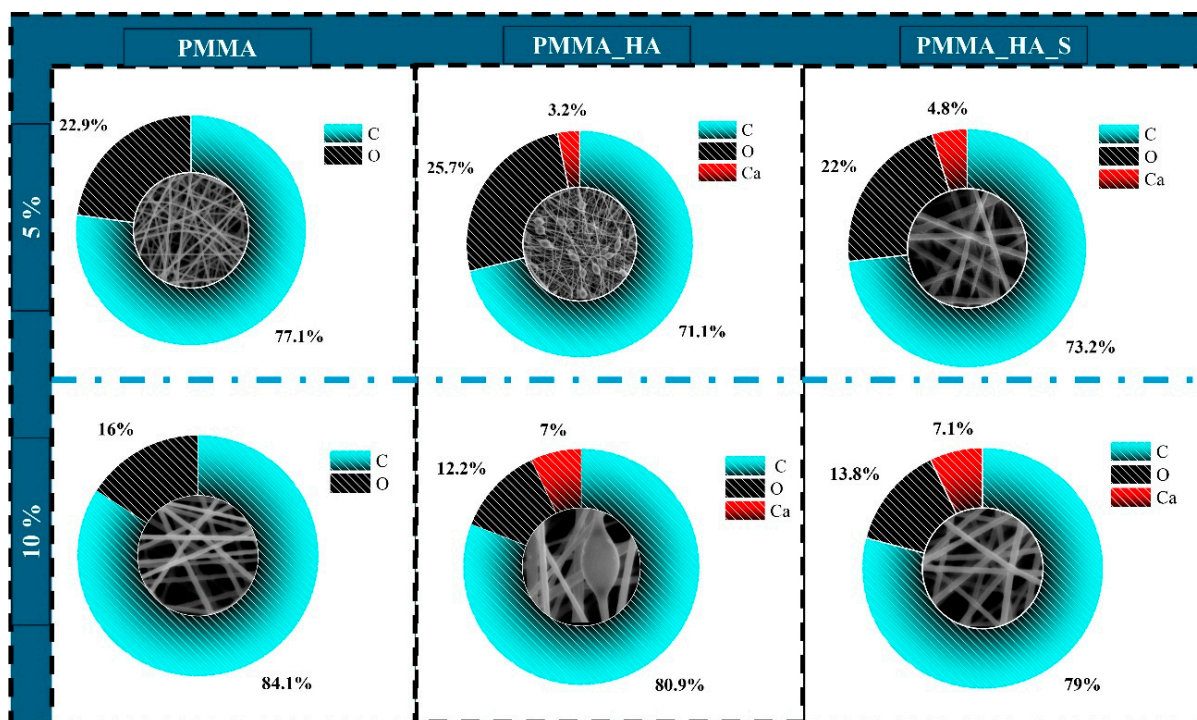 PMMA
PMMA_HA
PMMA_HA_S
5 %
22.9%
C
O
77.1%
3.2%
25.7%
C
O
Ca
71.1%
4.8%
22%
C
O
Ca
73.2%
10 %
16%
C
O
84.1%
7%
12.2%
C
O
Ca
80.9%
7.1%
13.8%
C
O
Ca
79%